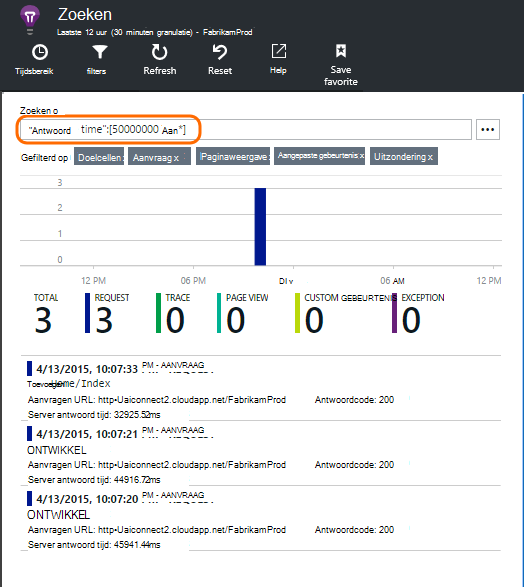 Zoeken
Laatste 12 uur (30 minuten granulatie) - FabrikamProd
Tijdsbereik filters Refresh Reset Help Save favorite
Zoeken o
"Antwoord time":[50000000 Aan*]
Gefilterd op Doelcellen Aanvraag x Paginaweergave x Aangepaste gebeurtenis x Uitzondering x
3
2
1
0
12 PM 06 PM DI v 06 AM 12 PM
TOTAL REQUEST TRACE PAGE VIEW CUSTOM GEBEURTENIS EXCEPTION
3 3 0 0 0 0
4/13/2015, 10:07:33 PM - AANVRAAG
Home/Index
Aanvragen URL: http•Uaiconnect2.cloudapp.net/FabrikamProd Antwoordcode: 200
Server antwoord tijd: 32925.52ms
4/13/2015, 10:07:21 PM - AANVRAAG
ONTWIKKEL
Aanvragen URL: http•Uaiconnect2.cloudapp.net/FabrikamProd Antwoordcode: 200
Server antwoord tijd: 44916.72ms
4/13/2015, 10:07:20 PM - AANVRAAG
ONTWIKKEL
Aanvragen URL: http•Uaiconnect2.cloudapp.net/FabrikamProd Antwoordcode: 200
Server antwoord tijd: 45941.44ms